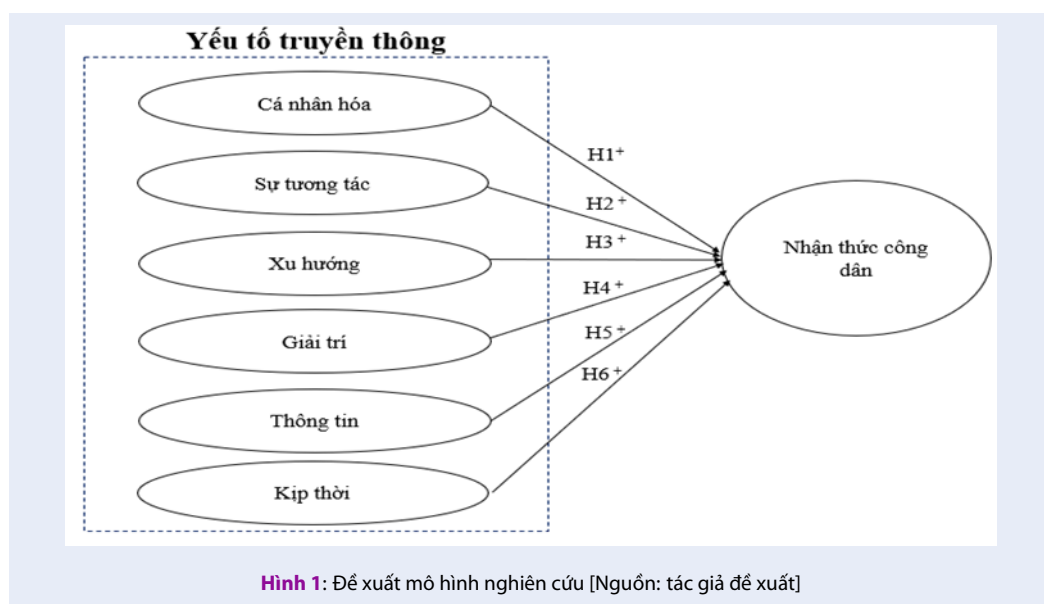 Yếu tố truyền thông
Cá nhân hóa
Sự tương tác
Xu hướng
Giải trí
Thông tin
Kịp thời
H1+
H2 +
H3 +
H4 +
H5+
H6 +
Nhận thức công
dân
Hình 1: Đề xuất mô hình nghiên cứu [Nguồn: tác giả đề xuất]